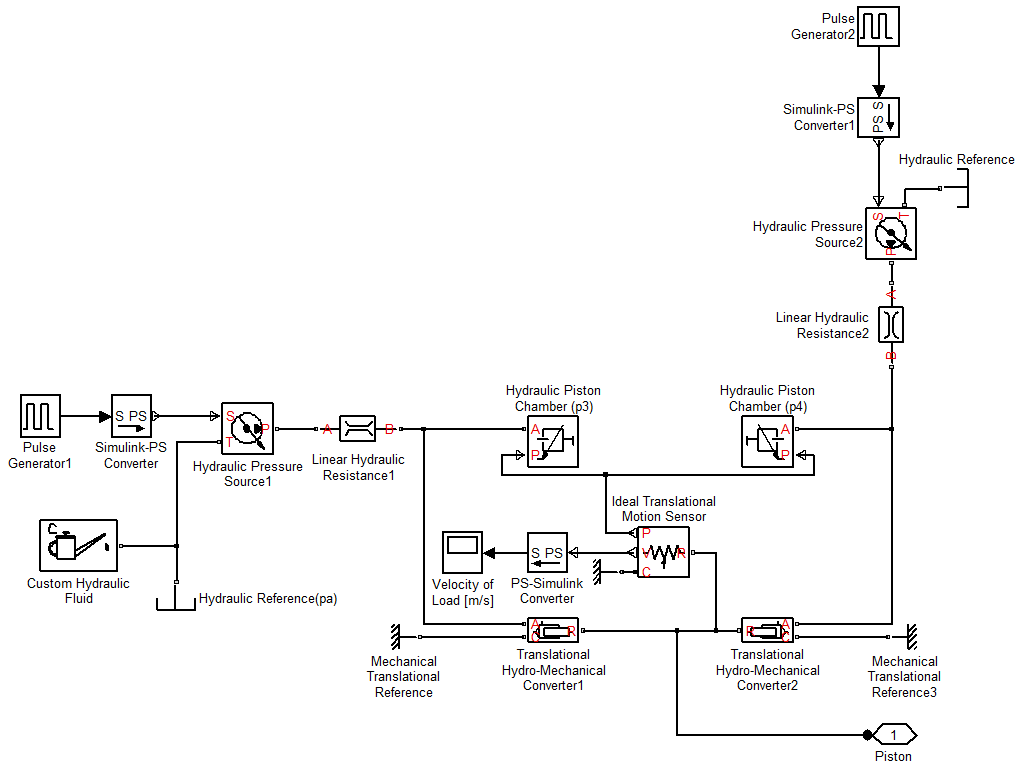 Pulse
Generator2
Simulink-PS
Converter1
S
PS
Hydraulic Reference
S
T
P
Hydraulic Pressure
Source2
A
Linear Hydraulic
Resistance2
B
Hydraulic Piston
Chamber (p3)
Hydraulic Piston
Chamber (p4)
A
P
A
P
Pulse
Generator1
S PS
Simulink-PS
Converter
S
P
T
Hydraulic Pressure
Source1
A
B
Linear Hydraulic
Resistance1
Ideal Translational
Motion Sensor
P
V
R
C
C
Custom Hydraulic
Fluid
Hydraulic Reference(pa)
Velocity of
Load [m/s]
S PS
PS-Simulink
Converter
A
C
R
Translational
Hydro-Mechanical
Converter1
R
A
C
Translational
Hydro-Mechanical
Converter2
Mechanical
Translational
Reference
Mechanical
Translational
Reference3
1
Piston